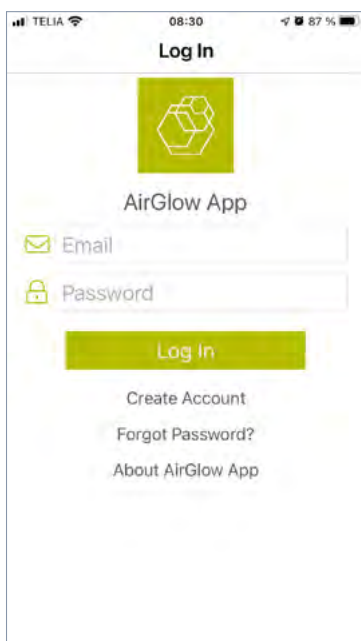 TELIA 08:30 87 %
Log In
AirGlow App
Email
Password
Log In
Create Account
Forgot Password?
About AirGlow App